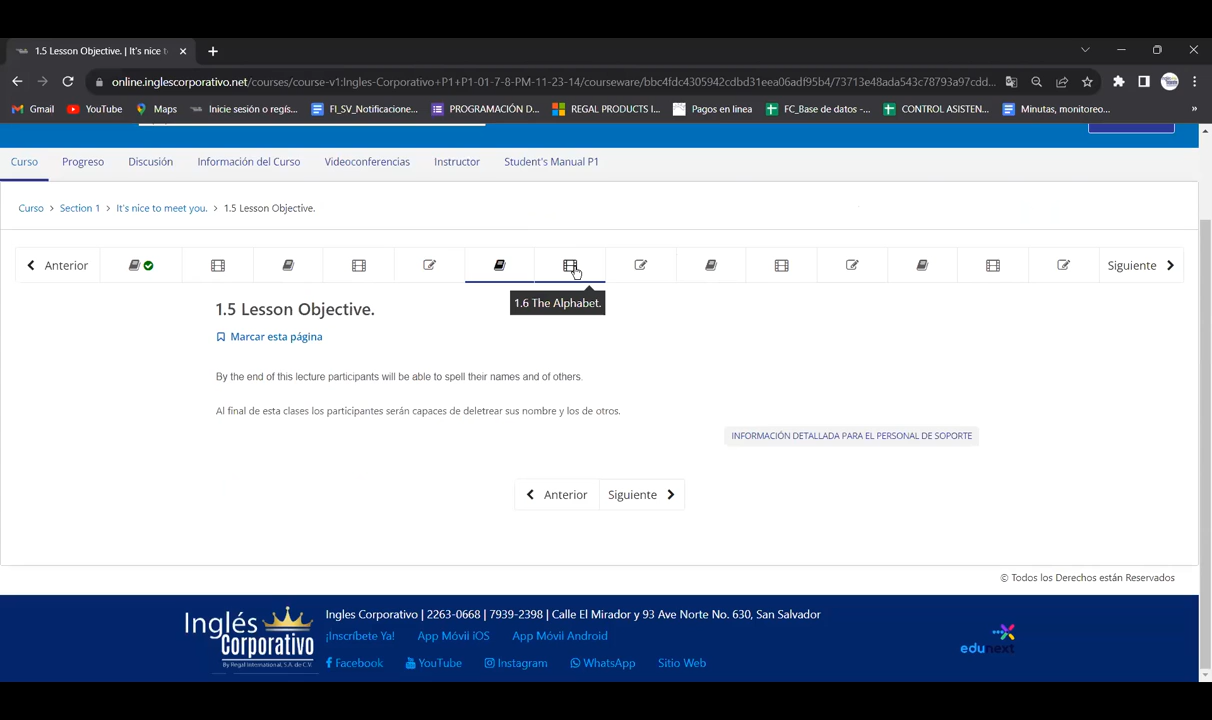 1.5 Lesson Objective. | It's nice t
online.inglescorporativo.net/courses/course-v1:Ingles-Corporativo+P1+P1-01-7-8-PM-11-23-14/courseware/bbc4fdc4305942cdbd31eea06adf95b4/73713e48ada543c78793a97cdd...
Gmail YouTube Maps Inicie sesión o regís... FI_SV_Notificacione... PROGRAMACIÓN D... REGAL PRODUCTS I... Pagos en linea FC_Base de datos -... CONTROL ASISTEN... Minutas, monitoreo... »
Curso Progreso Discusión Información del Curso Videoconferencias Instructor Student's Manual P1
Curso > Section 1 > It's nice to meet you. > 1.5 Lesson Objective.
Anterior Siguiente
1.6 The Alphabet.
1.5 Lesson Objective.
Marcar esta página
By the end of this lecture participants will be able to spell their names and of others.
Al final de esta clases los participantes serán capaces de deletrear sus nombre y los de otros.
INFORMACIÓN DETALLADA PARA EL PERSONAL DE SOPORTE
Anterior Siguiente
© Todos los Derechos están Reservados
Inglés Corporativo
By Regal International, S.A. de C.V.
Ingles Corporativo | 2263-0668 | 7939-2398 | Calle El Mirador y 93 Ave Norte No. 630, San Salvador
¡Inscríbete Ya! App Móvil iOS App Móvil Android
Facebook YouTube Instagram WhatsApp Sitio Web
edunext